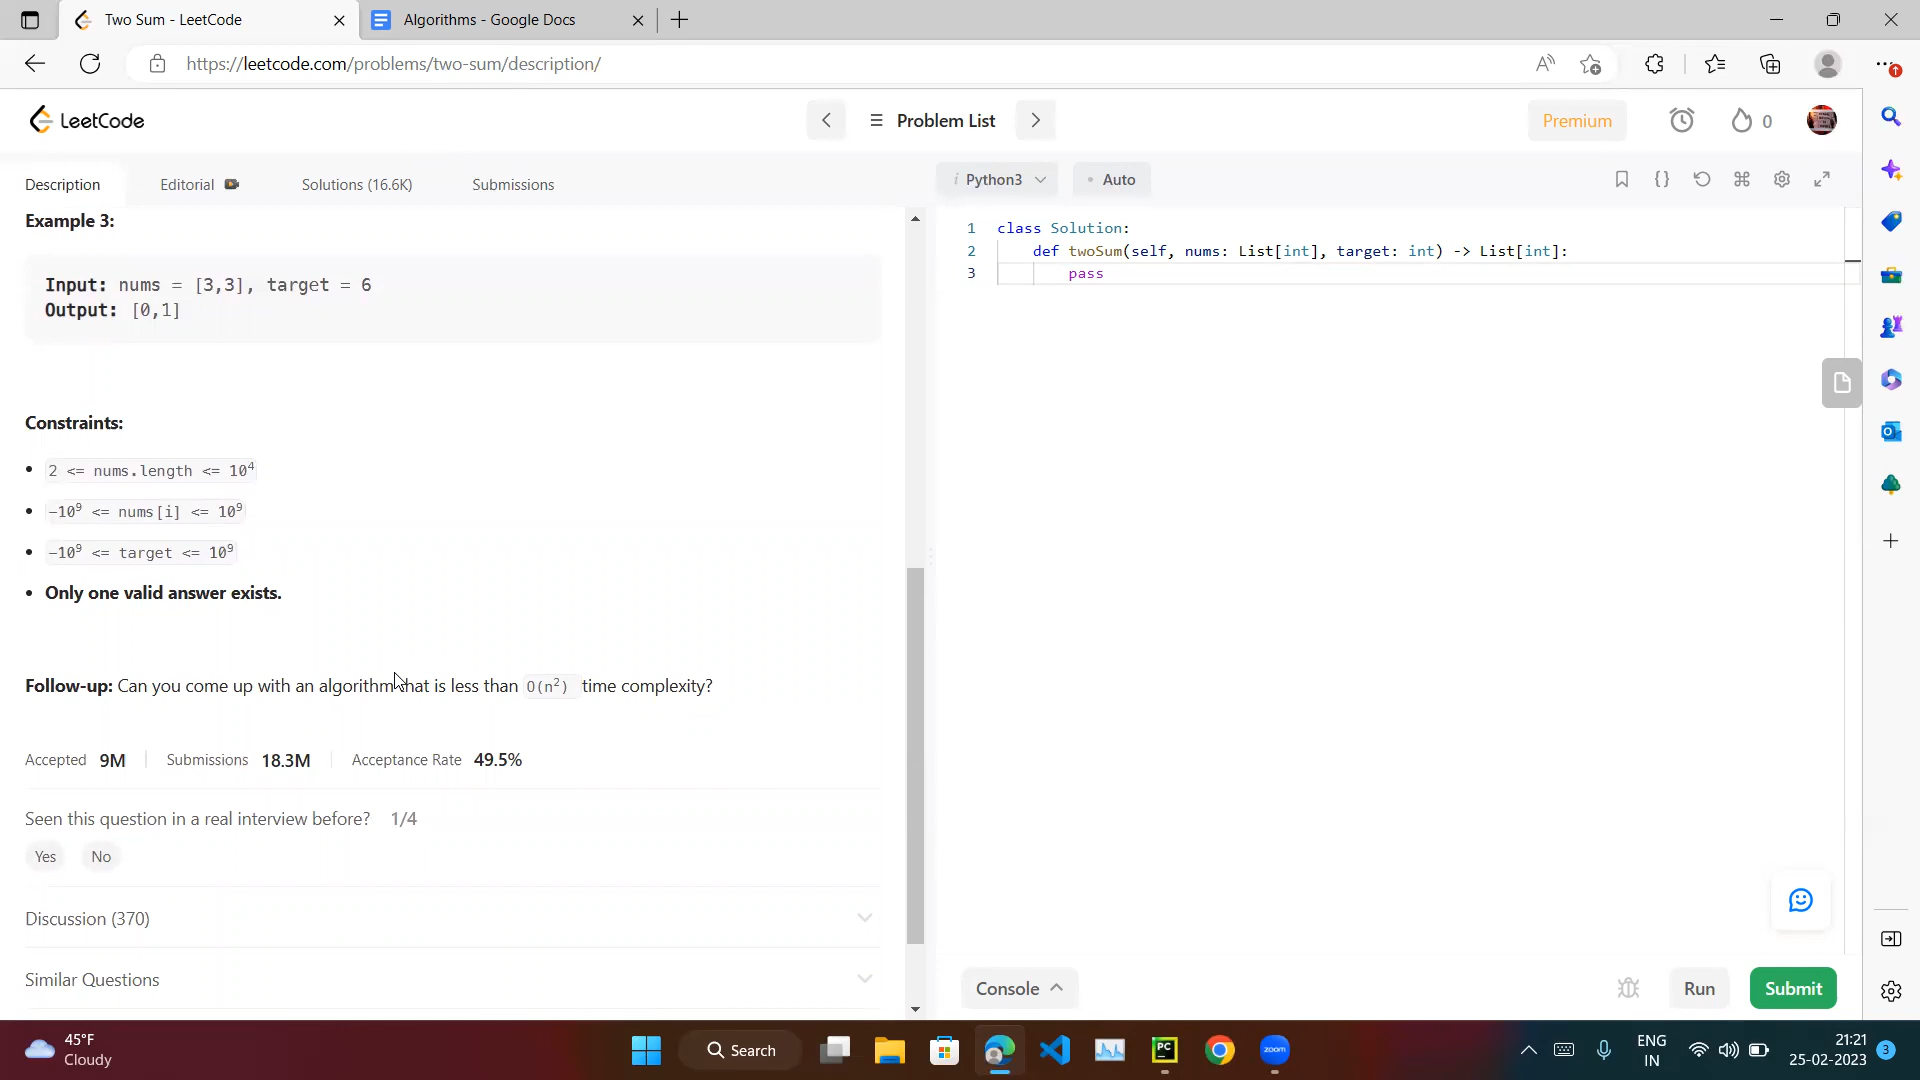 Two Sum - LeetCode
Algorithms - Google Docs
https://leetcode.com/problems/two-sum/description/
LeetCode
Problem List
Premium
0
Description
Editorial
Solutions (16.6K)
Submissions
Python3
Auto
Example 3:
Input: nums = [3,3], target = 6
Output: [0,1]
Constraints:
2 <= nums.length <= 10⁴
-10⁹ <= nums[i] <= 10⁹
-10⁹ <= target <= 10⁹
Only one valid answer exists.
Follow-up: Can you come up with an algorithm that is less than O(n²) time complexity?
Accepted 9M Submissions 18.3M Acceptance Rate 49.5%
Seen this question in a real interview before? 1/4
Yes No
Discussion (370)
Similar Questions
1 class Solution:
2 def twoSum(self, nums: List[int], target: int) -> List[int]:
3 pass
Console
Run
Submit
45°F
Cloudy
Search
PC
zoom
ENG
IN
21:21
25-02-2023
3